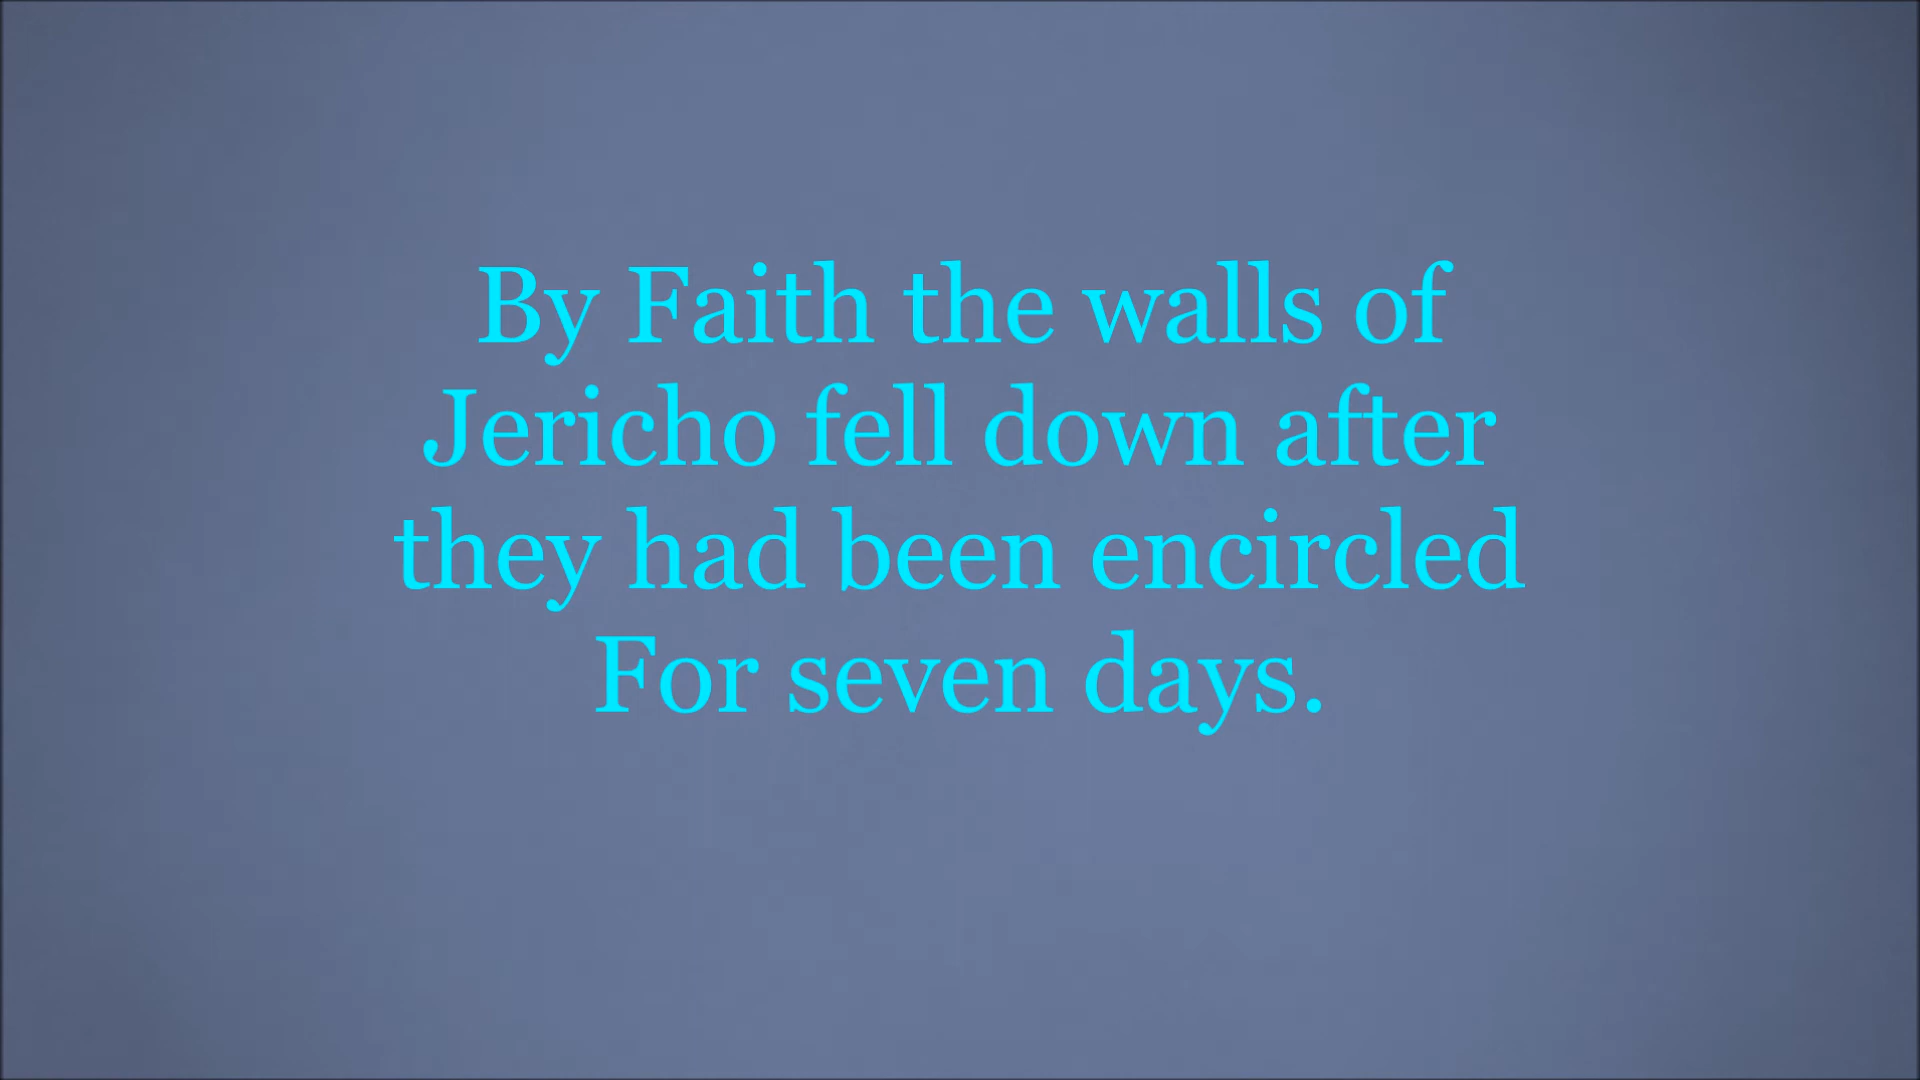 By Faith the walls of
Jericho fell down after
they had been encircled
For seven days.